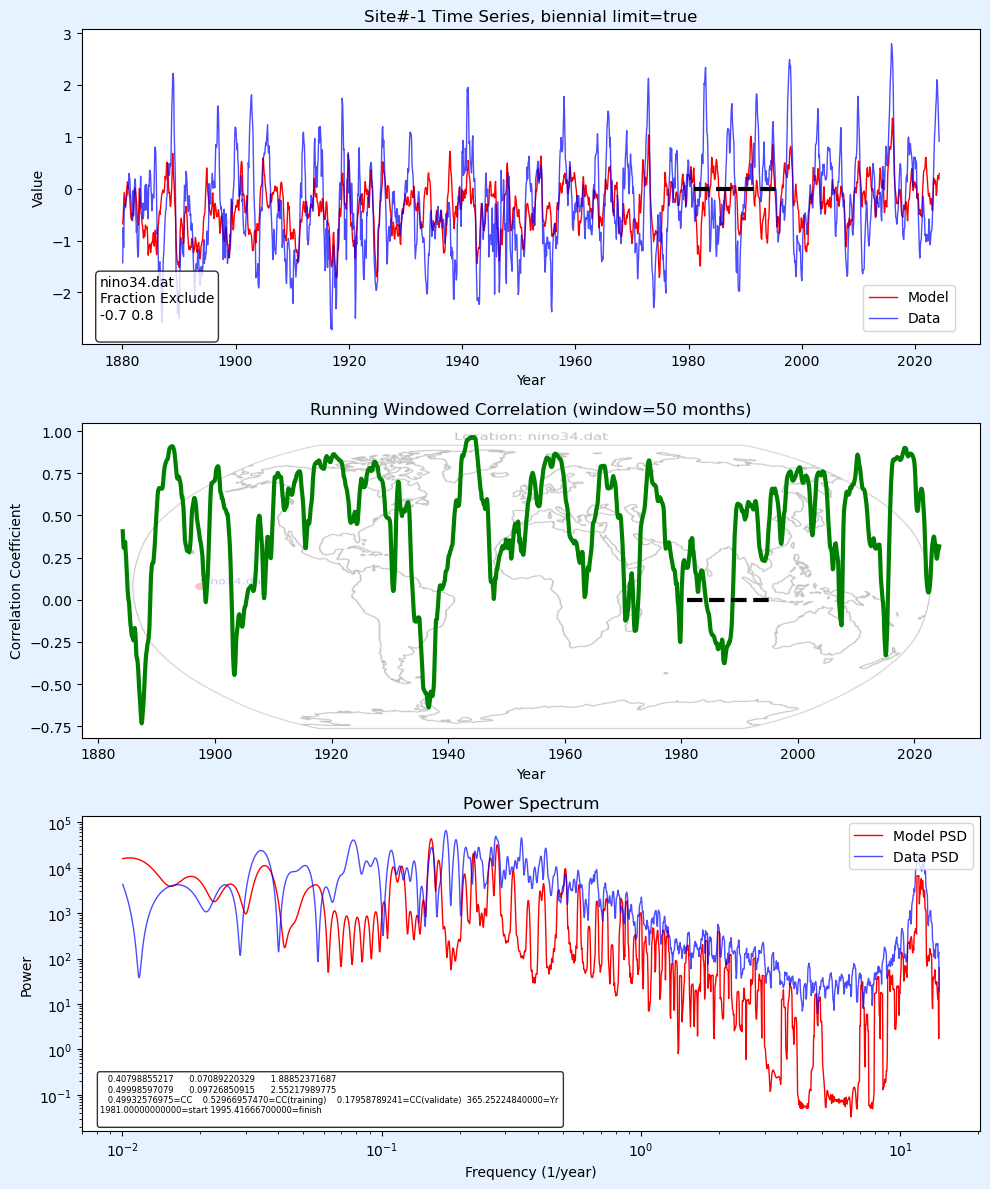 Site#-1 Time Series, biennial limit=true
3
2
1
0
−1
−2
Value
nino34.dat
Fraction Exclude
-0.7 0.8
Model
Data
1880 1900 1920 1940 1960 1980 2000 2020
Year
Running Windowed Correlation (window=50 months)
Location: nino34.dat
1.00
0.75
0.50
0.25
0.00
−0.25
−0.50
−0.75
Correlation Coefficient
1880 1900 1920 1940 1960 1980 2000 2020
Year
Power Spectrum
10^5
10^4
10^3
10^2
10^1
10^0
10^−1
Power
Model PSD
Data PSD
0.40798855217 0.07089220329 1.88852371687
0.49998597079 0.09726850915 2.55217989775
0.49932576975=CC 0.52966957470=CC(training) 0.17958789241=CC(validate) 365.25224840000=Yr
1981.00000000000=start 1995.41666700000=finish
10^−2 10^−1 10^0 10^1
Frequency (1/year)